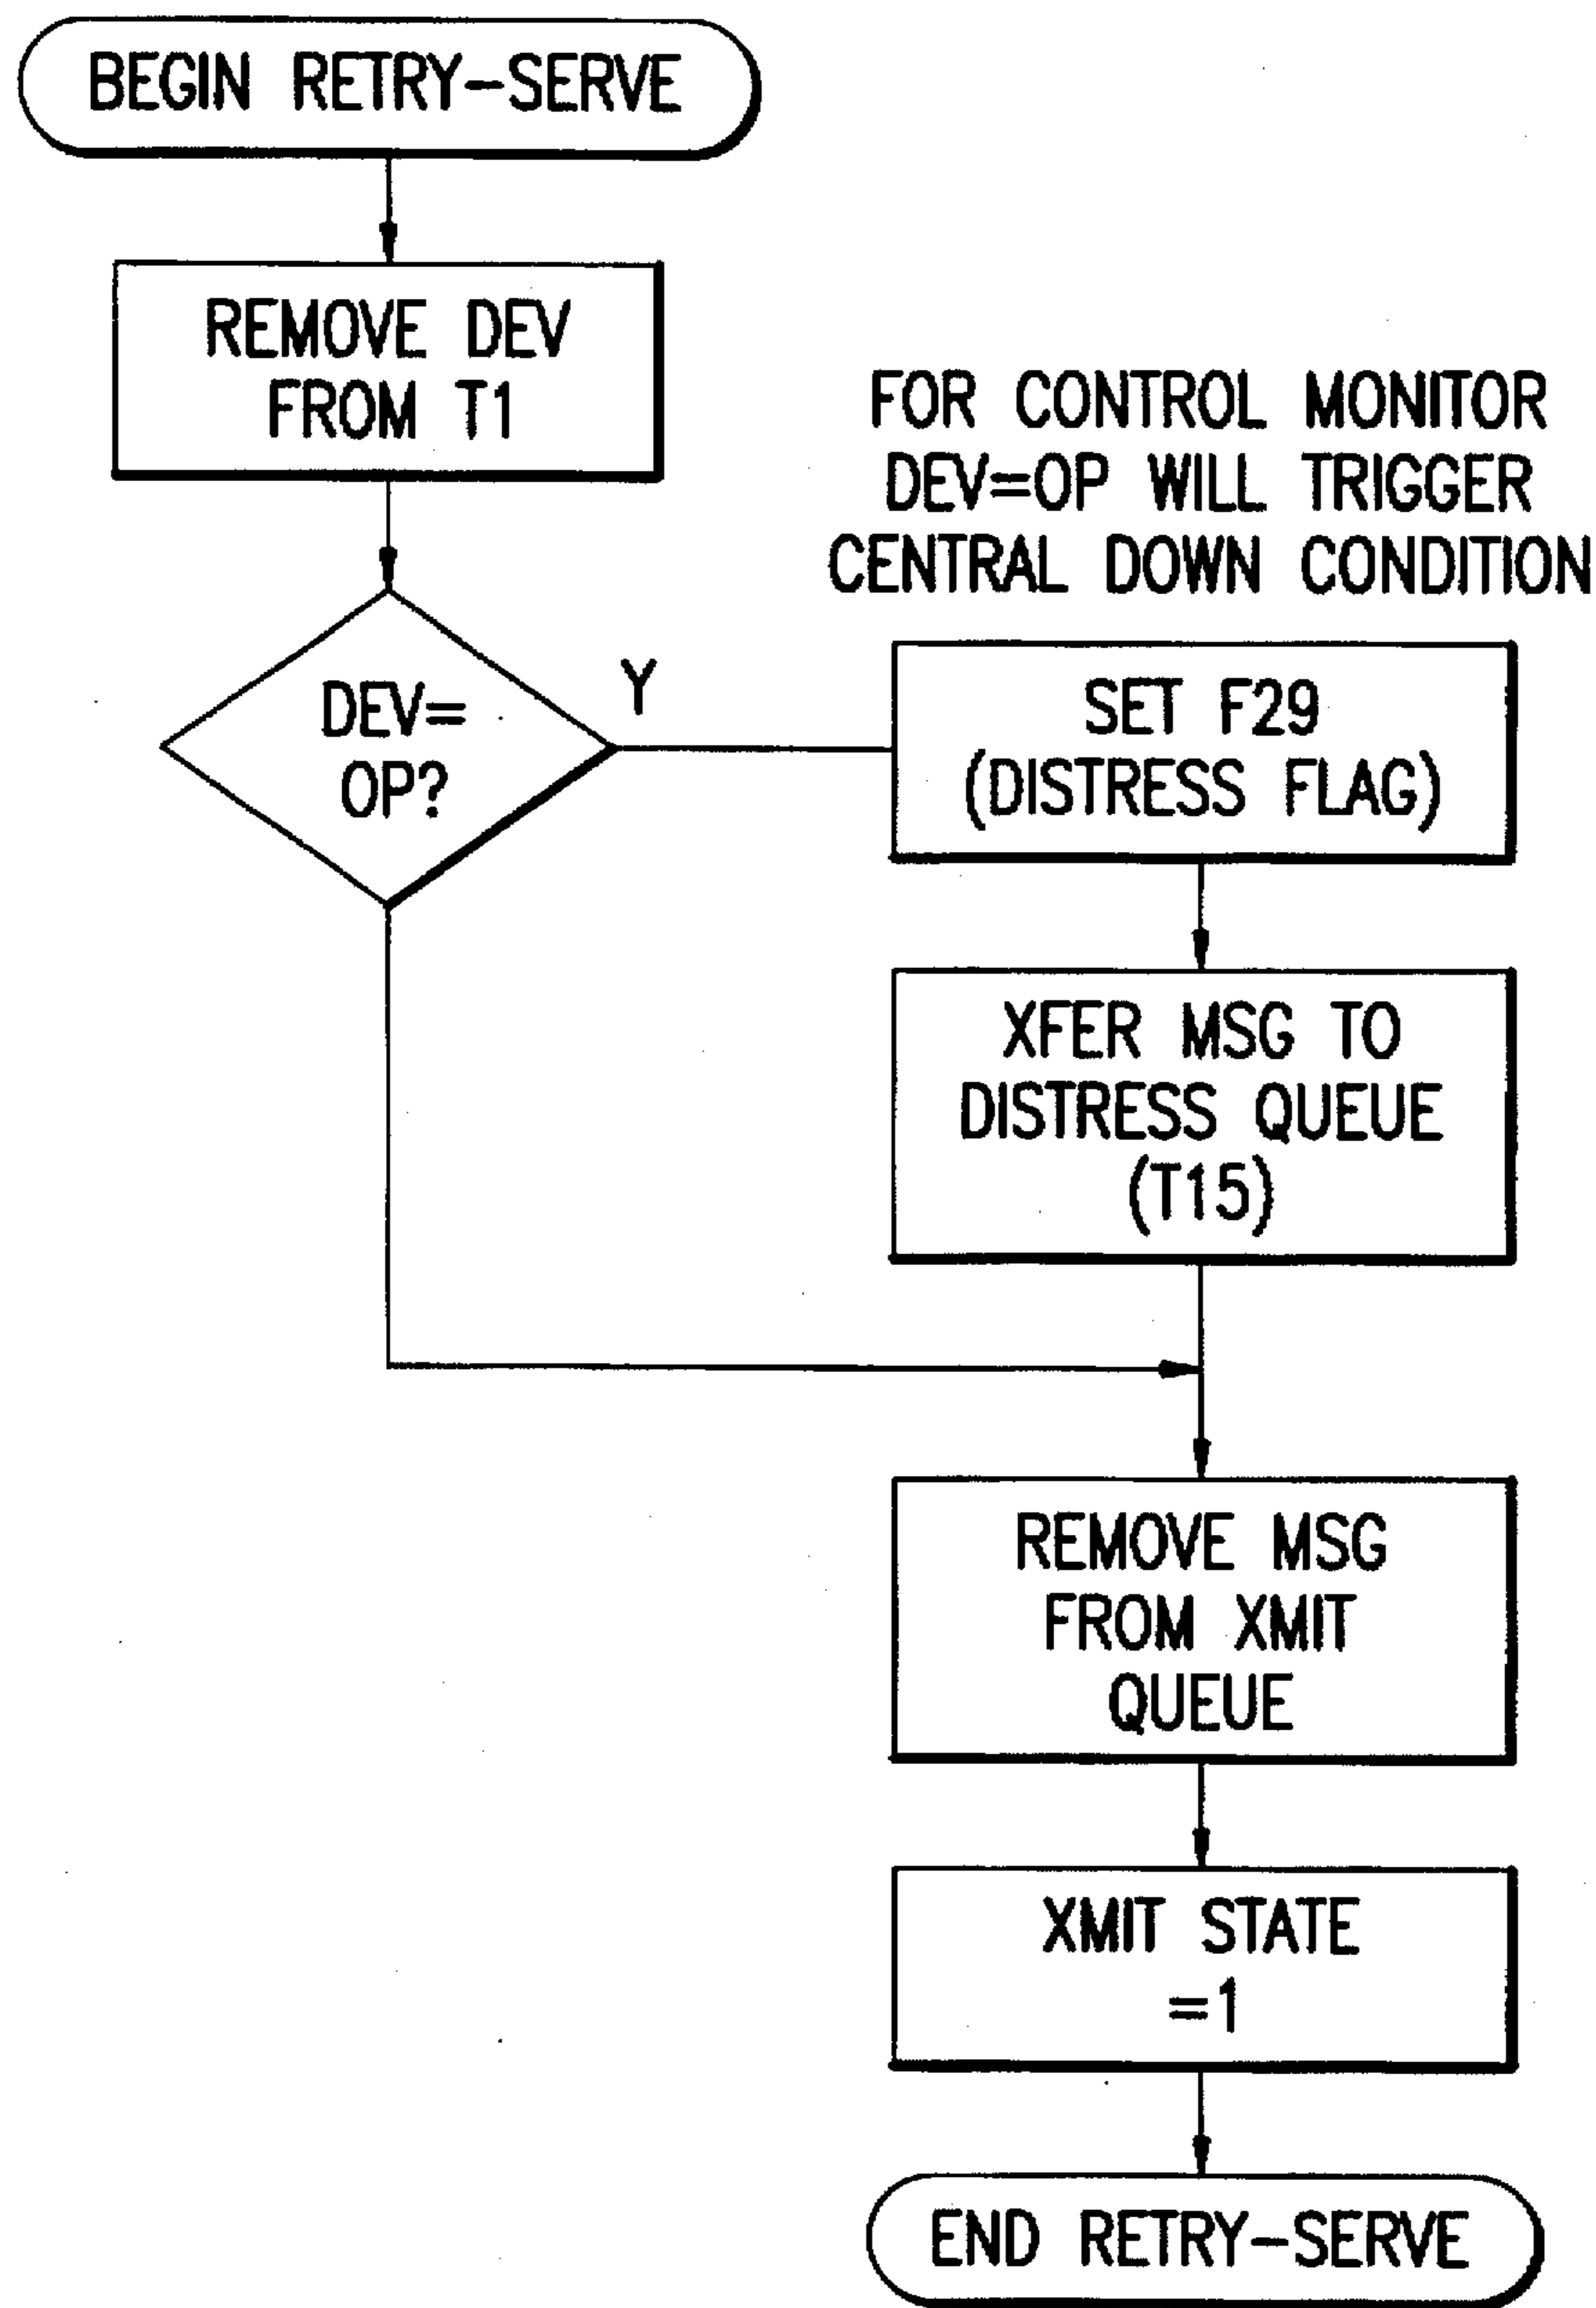 BEGIN RETRY-SERVE
REMOVE DEV
FROM T1
FOR CONTROL MONITOR
DEV=OP WILL TRIGGER
CENTRAL DOWN CONDITION
DEV=
OP?
Y
SET F29
(DISTRESS FLAG)
XFER MSG TO
DISTRESS QUEUE
(T15)
REMOVE MSG
FROM XMIT
QUEUE
XMIT STATE
=1
END RETRY-SERVE